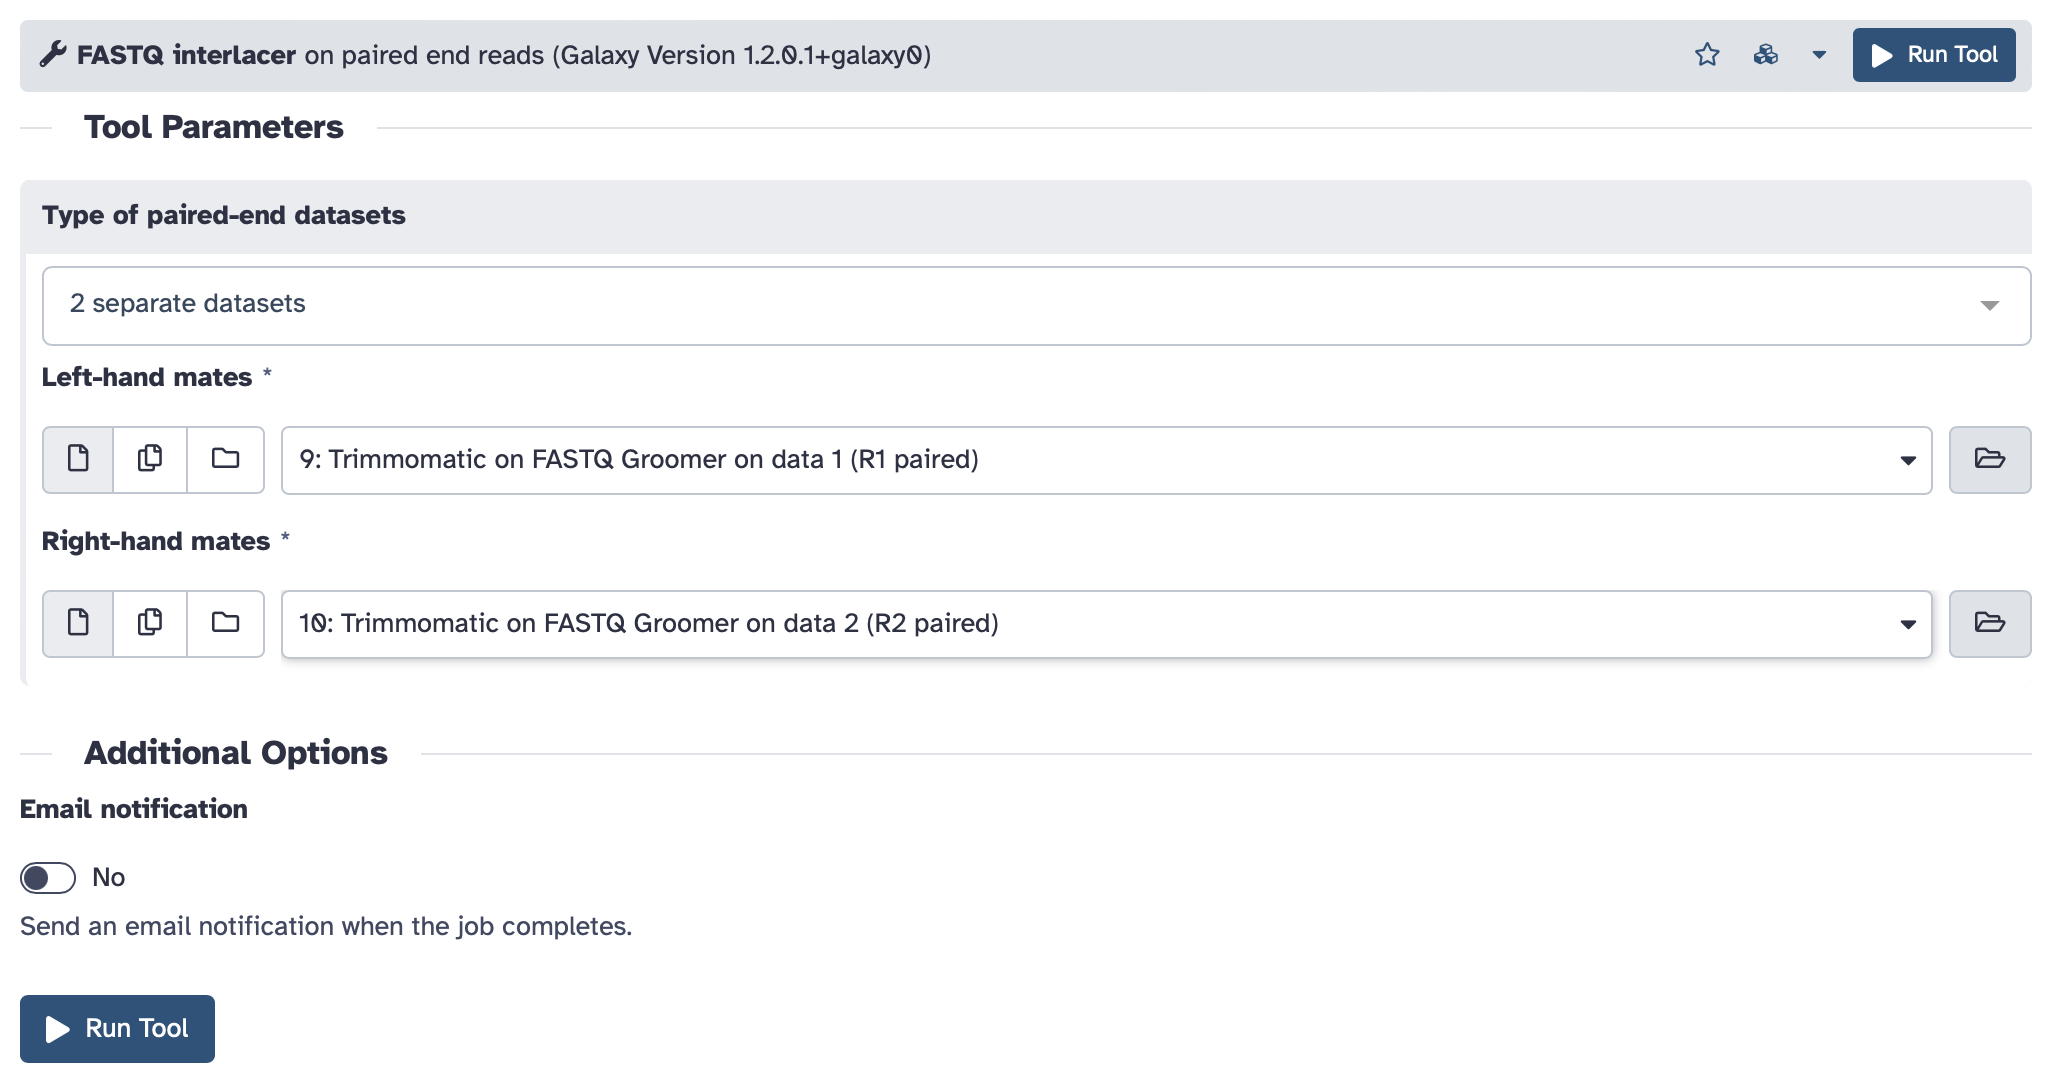 FASTQ interlacer on paired end reads (Galaxy Version 1.2.0.1+galaxy0)
Run Tool
Tool Parameters
Type of paired-end datasets
2 separate datasets
Left-hand mates *
9: Trimmomatic on FASTQ Groomer on data 1 (R1 paired)
Right-hand mates *
10: Trimmomatic on FASTQ Groomer on data 2 (R2 paired)
Additional Options
Email notification
No
Send an email notification when the job completes.
Run Tool